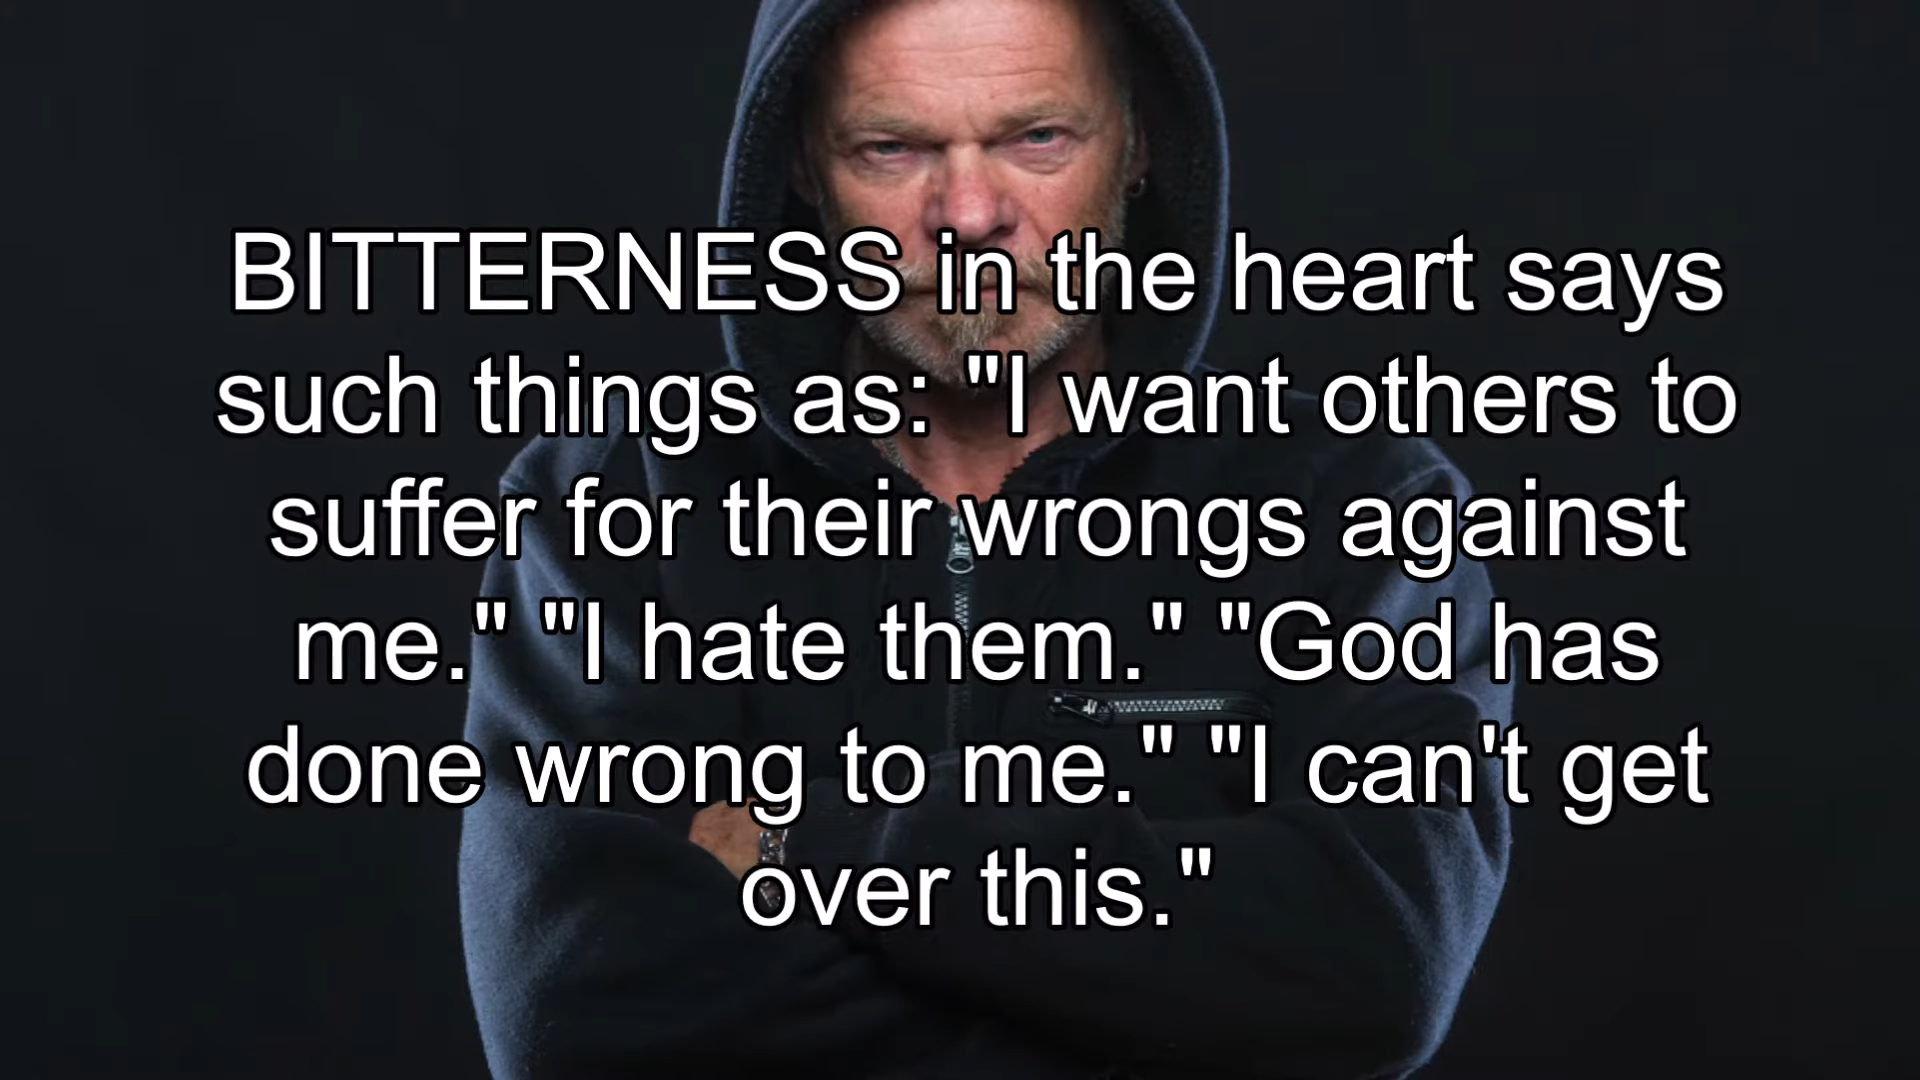 BITTERNESS in the heart says
such things as: "I want others to
suffer for their wrongs against
me." "I hate them." "God has
done wrong to me." "I can't get
over this."